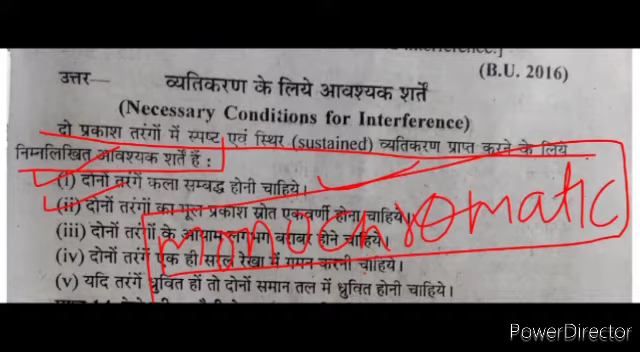 (B.U. 2016)
उत्तर— व्यतिकरण के लिये आवश्यक शर्तें
(Necessary Conditions for Interference)
दो प्रकाश तरंगों में स्पष्ट एवं स्थिर (sustained) व्यतिकरण प्राप्त करने के लिये
निम्नलिखित आवश्यक शर्तें हैं :
(i) दोनों तरंगें कला सम्बद्ध होनी चाहिये।
(ii) दोनों तरंगों का मूल प्रकाश स्रोत एकवर्णी होना चाहिये।
monochromatic
(iii) दोनों तरंगों के आयाम लगभग बराबर होने चाहिये।
(iv) दोनों तरंगें एक ही सरल रेखा में गमन करनी चाहिये।
(v) यदि तरंगें ध्रुवित हों तो दोनों समान तल में ध्रुवित होनी चाहिये।
PowerDirector